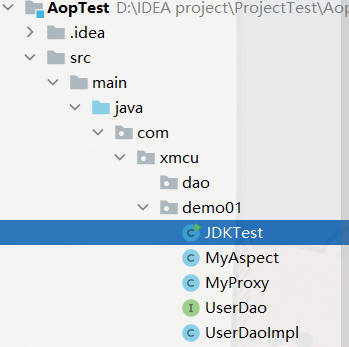 AopTest D:\IDEA project\ProjectTest\Aop
.idea
src
main
java
com
xmcu
dao
demo01
JDKTest
MyAspect
MyProxy
UserDao
UserDaoImpl